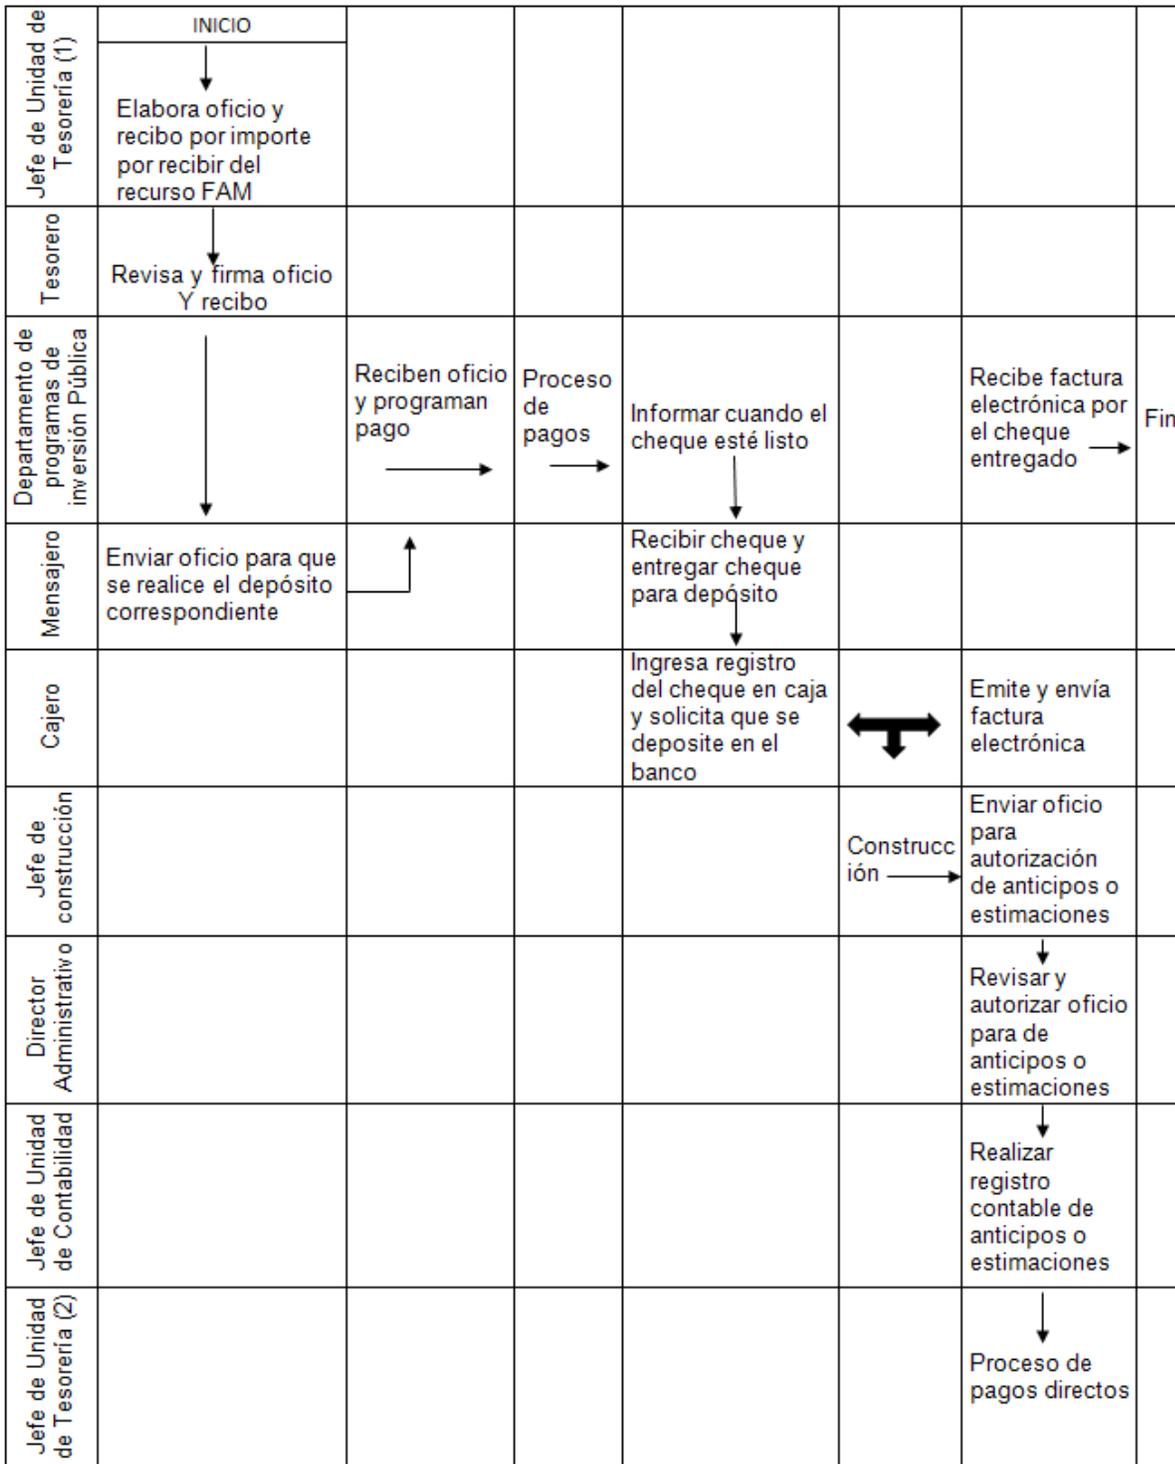 Jefe de Unidad de
Tesorería (1)
INICIO
Elabora oficio y
recibo por importe
por recibir del
recurso FAM
Tesorero
Revisa y firma oficio
Y recibo
Departamento de
programas de
inversión Pública
Reciben oficio
y programan
pago
Proceso
de
pagos
Informar cuando el
cheque esté listo
Recibe factura
electrónica por
el cheque
entregado
Fin
Mensajero
Enviar oficio para que
se realice el depósito
correspondiente
Recibir cheque y
entregar cheque
para depósito
Cajero
Ingresa registro
del cheque en caja
y solicita que se
deposite en el
banco
Emite y envía
factura
electrónica
Jefe de
construcción
Construcc
ión
Enviar oficio
para
autorización
de anticipos o
estimaciones
Director
Administrativo
Revisar y
autorizar oficio
para de
anticipos o
estimaciones
Jefe de Unidad
de Contabilidad
Realizar
registro
contable de
anticipos o
estimaciones
Jefe de Unidad
de Tesorería (2)
Proceso de
pagos directos